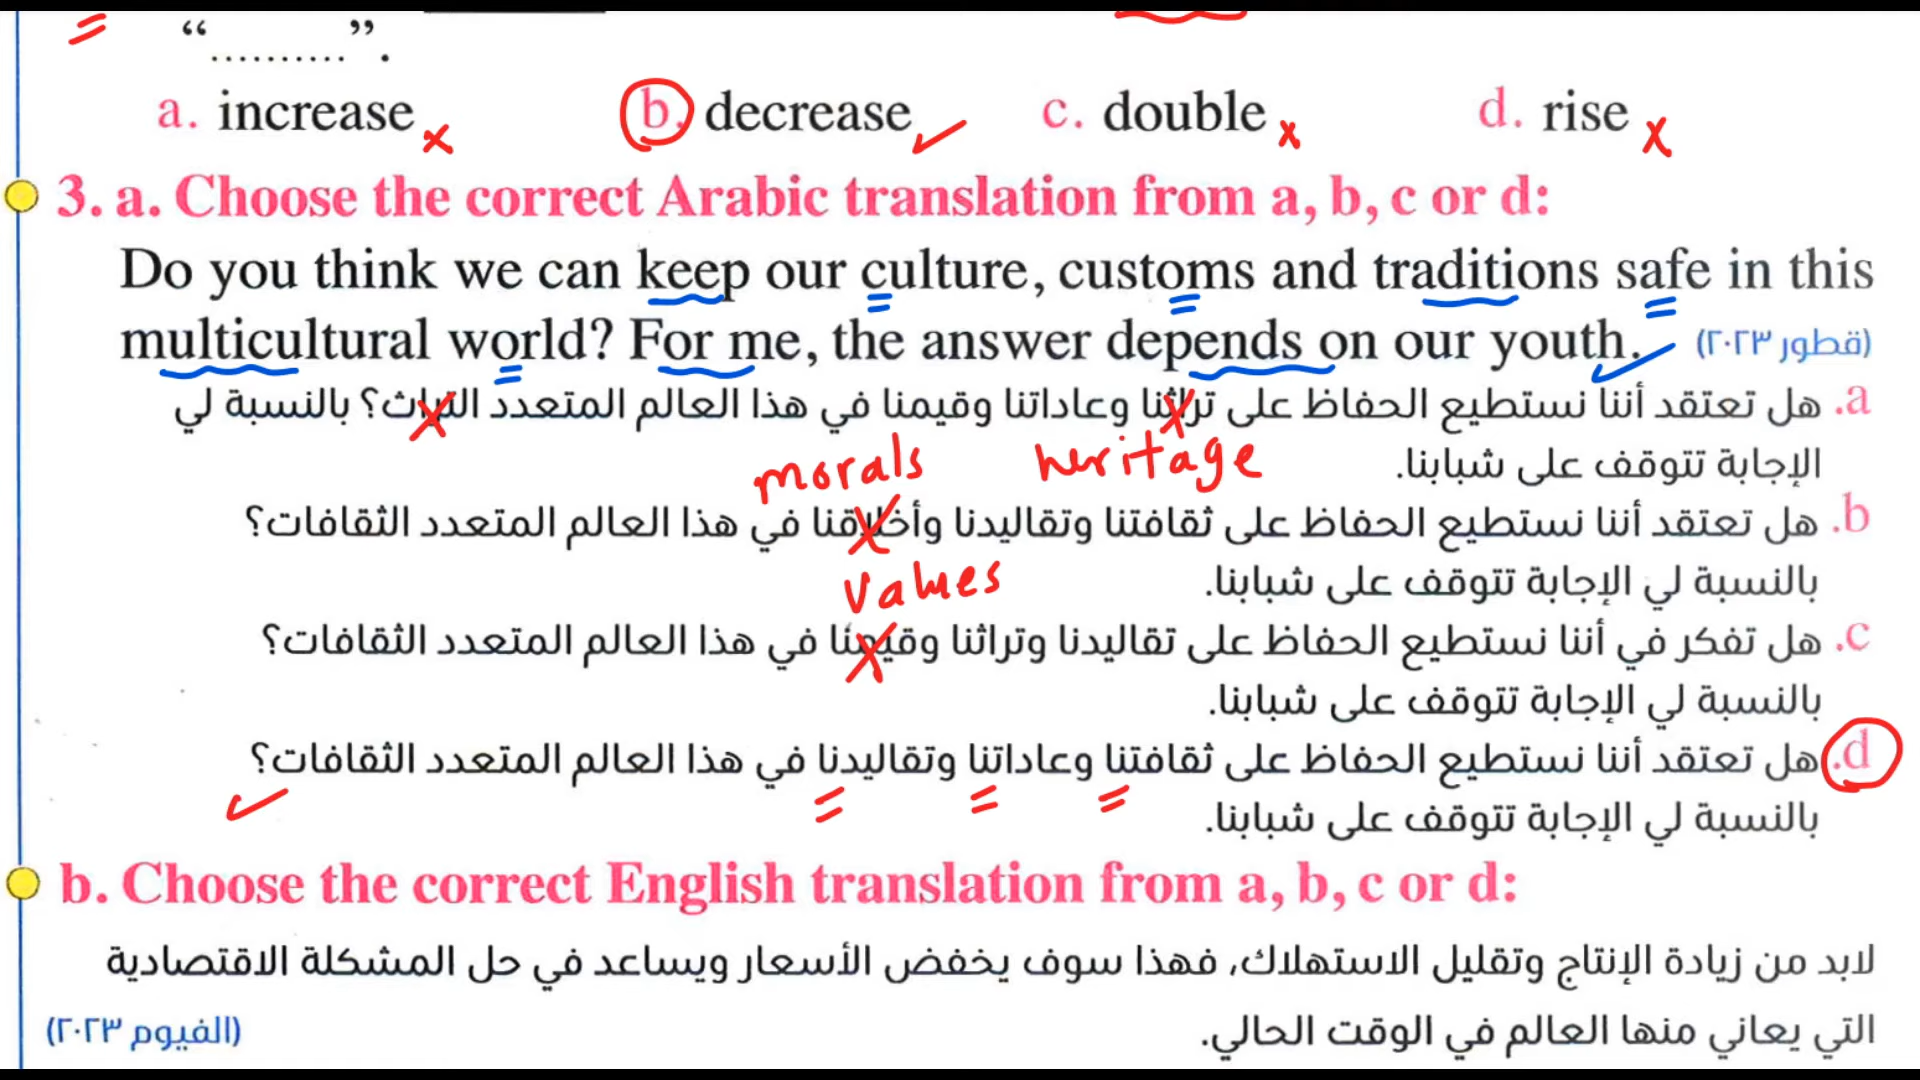 “..........”.
a. increase b. decrease c. double d. rise
3. a. Choose the correct Arabic translation from a, b, c or d:
Do you think we can keep our culture, customs and traditions safe in this
multicultural world? For me, the answer depends on our youth. (قطور ٢٠٢٣)
a. هل تعتقد أننا نستطيع الحفاظ على تراثنا وعاداتنا وقيمنا في هذا العالم المتعدد التراث؟ بالنسبة لي
morals heritage
الإجابة تتوقف على شبابنا.
b. هل تعتقد أننا نستطيع الحفاظ على ثقافتنا وتقاليدنا وأخلاقنا في هذا العالم المتعدد الثقافات؟
values
بالنسبة لي الإجابة تتوقف على شبابنا.
c. هل تفكر في أننا نستطيع الحفاظ على تقاليدنا وتراثنا وقيمنا في هذا العالم المتعدد الثقافات؟
بالنسبة لي الإجابة تتوقف على شبابنا.
d. هل تعتقد أننا نستطيع الحفاظ على ثقافتنا وعاداتنا وتقاليدنا في هذا العالم المتعدد الثقافات؟
بالنسبة لي الإجابة تتوقف على شبابنا.
b. Choose the correct English translation from a, b, c or d:
لابد من زيادة الإنتاج وتقليل الاستهلاك، فهذا سوف يخفض الأسعار ويساعد في حل المشكلة الاقتصادية
التي يعاني منها العالم في الوقت الحالي. (الفيوم ٢٠٢٣)